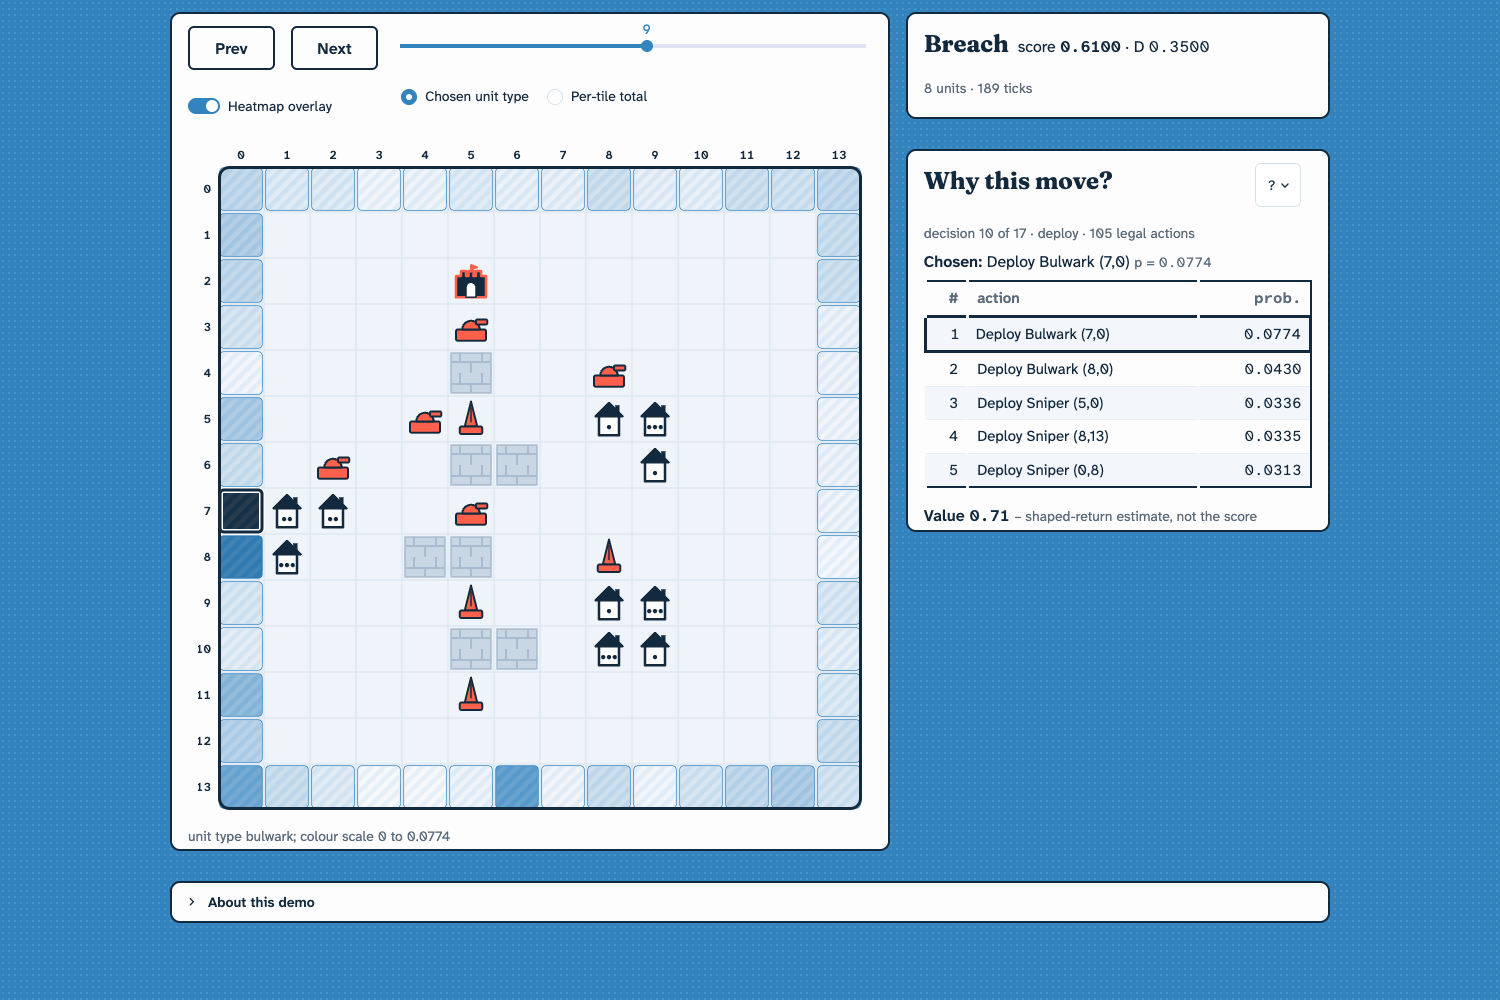 Prev
Next
9
Heatmap overlay
Chosen unit type
Per-tile total
0 1 2 3 4 5 6 7 8 9 10 11 12 13
0
1
2
3
4
5
6
7
8
9
10
11
12
13
unit type bulwark; colour scale 0 to 0.0774
Breach score 0.6100 · D 0.3500
8 units · 189 ticks
Why this move?
?
decision 10 of 17 · deploy · 105 legal actions
Chosen: Deploy Bulwark (7,0) p = 0.0774
# action prob.
1 Deploy Bulwark (7,0) 0.0774
2 Deploy Bulwark (8,0) 0.0430
3 Deploy Sniper (5,0) 0.0336
4 Deploy Sniper (8,13) 0.0335
5 Deploy Sniper (0,8) 0.0313
Value 0.71 – shaped-return estimate, not the score
About this demo